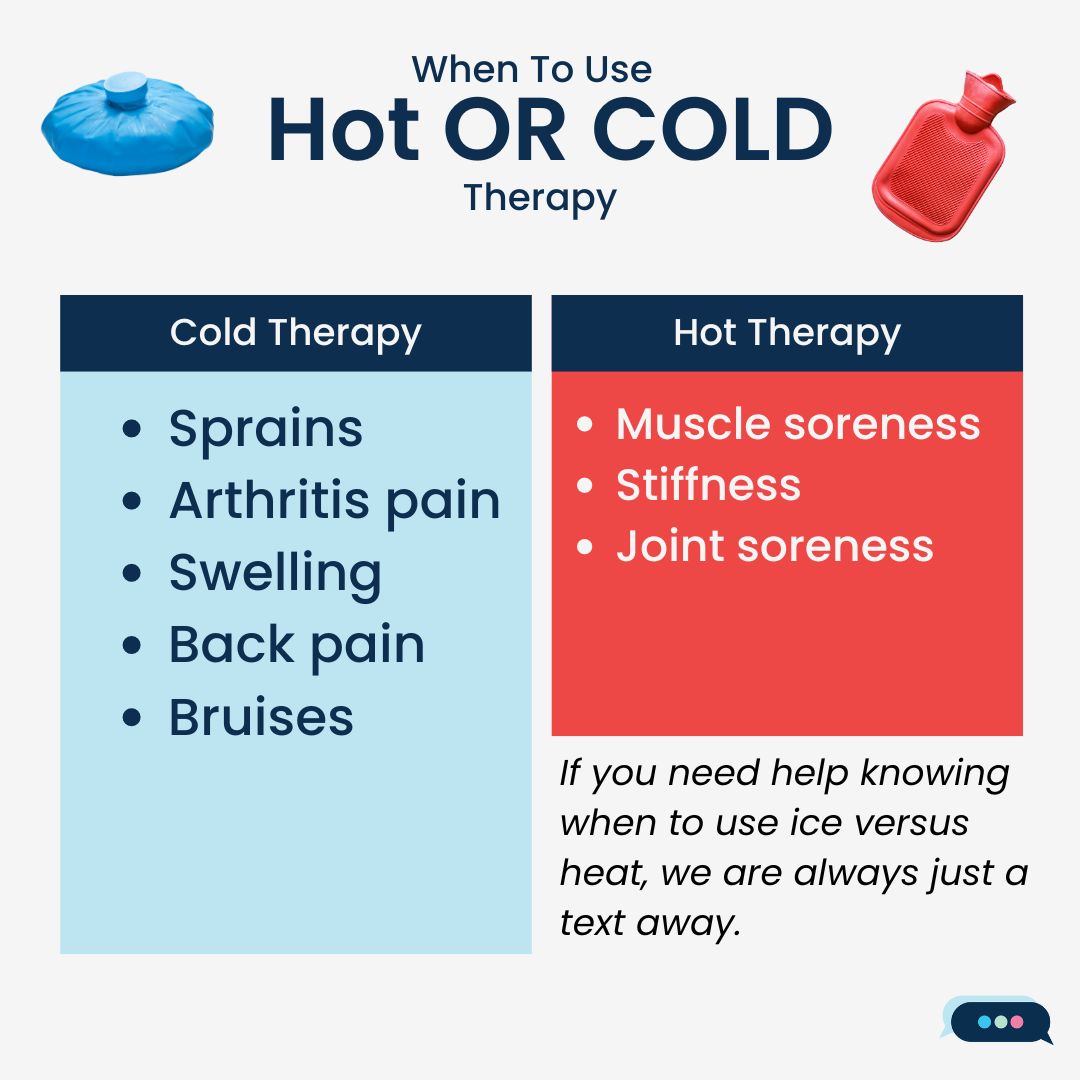 When To Use
Hot OR COLD
Therapy
Cold Therapy
• Sprains
• Arthritis pain
• Swelling
• Back pain
• Bruises
Hot Therapy
• Muscle soreness
• Stiffness
• Joint soreness
If you need help knowing
when to use ice versus
heat, we are always just a
text away.